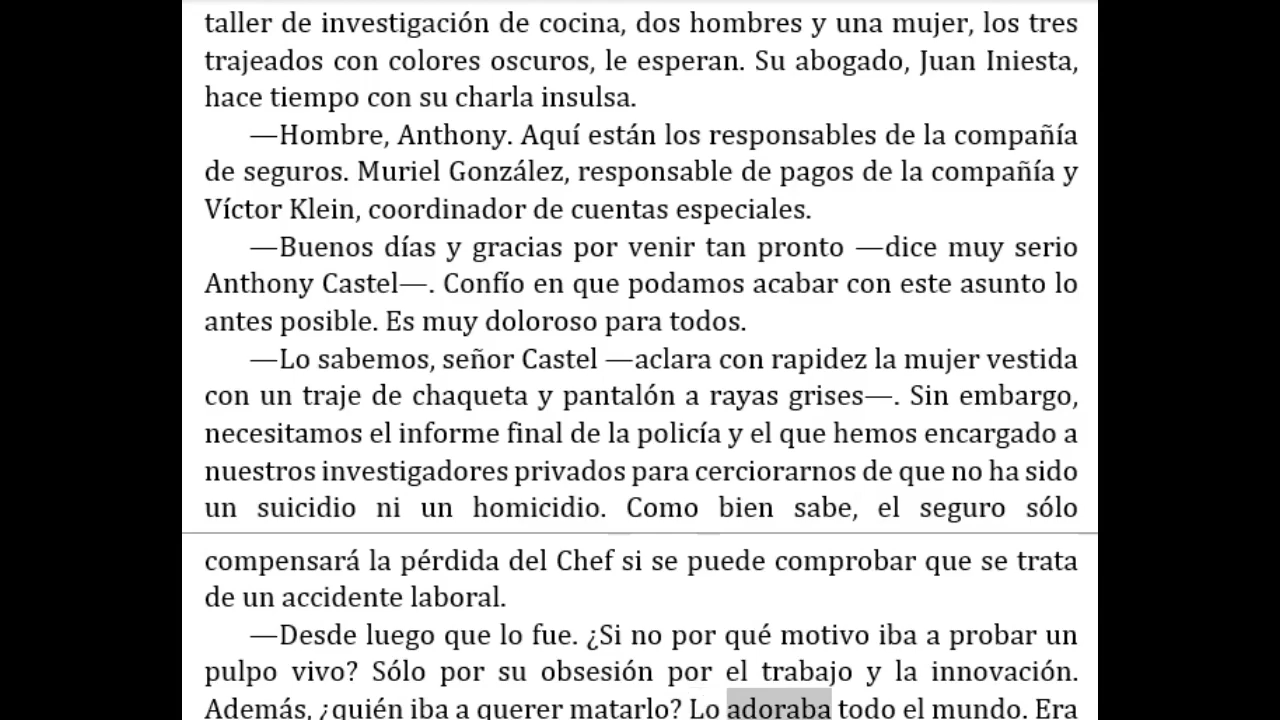 taller de investigación de cocina, dos hombres y una mujer, los tres
trajeados con colores oscuros, le esperan. Su abogado, Juan Iniesta,
hace tiempo con su charla insulsa.
—Hombre, Anthony. Aquí están los responsables de la compañía
de seguros. Muriel González, responsable de pagos de la compañía y
Víctor Klein, coordinador de cuentas especiales.
—Buenos días y gracias por venir tan pronto —dice muy serio
Anthony Castel—. Confío en que podamos acabar con este asunto lo
antes posible. Es muy doloroso para todos.
—Lo sabemos, señor Castel —aclara con rapidez la mujer vestida
con un traje de chaqueta y pantalón a rayas grises—. Sin embargo,
necesitamos el informe final de la policía y el que hemos encargado a
nuestros investigadores privados para cerciorarnos de que no ha sido
un suicidio ni un homicidio. Como bien sabe, el seguro sólo
compensará la pérdida del Chef si se puede comprobar que se trata
de un accidente laboral.
—Desde luego que lo fue. ¿Si no por qué motivo iba a probar un
pulpo vivo? Sólo por su obsesión por el trabajo y la innovación.
Además, ¿quién iba a querer matarlo? Lo adoraba todo el mundo. Era